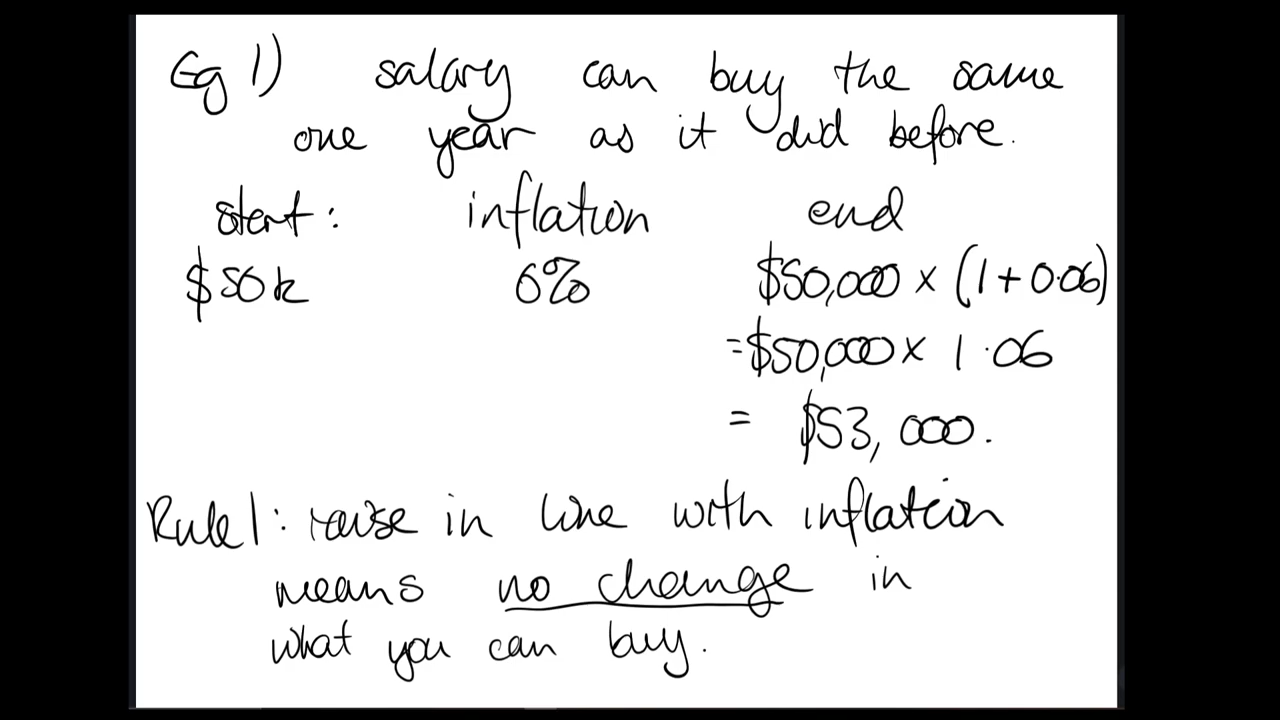 Eg 1) salary can buy the same
one year as it did before.
start: inflation end
$50k 6% $50,000 × (1+0.06)
=$50,000 × 1.06
= $53,000.
Rule 1: raise in line with inflation
means no change in
what you can buy.